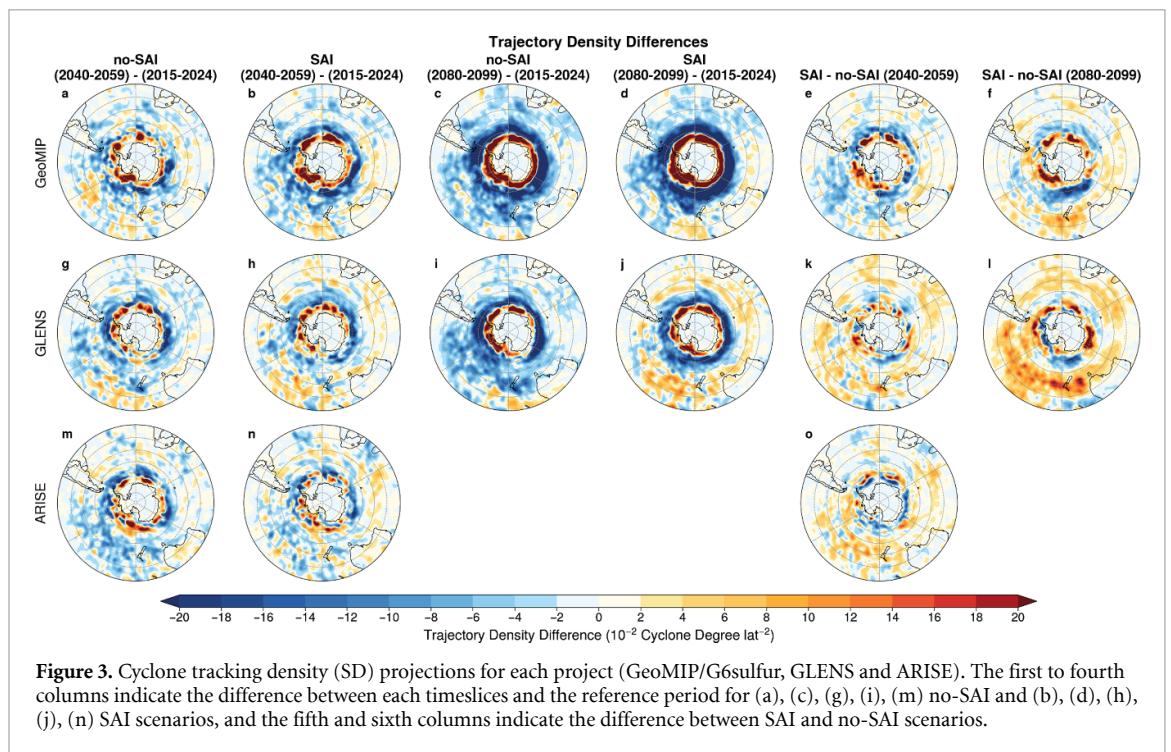 Trajectory Density Differences
no-SAI
(2040-2059) - (2015-2024)
SAI
(2040-2059) - (2015-2024)
no-SAI
(2080-2099) - (2015-2024)
SAI
(2080-2099) - (2015-2024)
SAI - no-SAI (2040-2059)
SAI - no-SAI (2080-2099)
a
b
c
d
e
f
GeoMIP
g
h
i
j
k
l
GLENS
m
n
o
ARISE
−20 −18 −16 −14 −12 −10 −8 −6 −4 −2 0 2 4 6 8 10 12 14 16 18 20
Trajectory Density Difference (10⁻² Cyclone Degree lat⁻²)
Figure 3. Cyclone tracking density (SD) projections for each project (GeoMIP/G6sulfur, GLENS and ARISE). The first to fourth
columns indicate the difference between each timeslices and the reference period for (a), (c), (g), (i), (m) no-SAI and (b), (d), (h),
(j), (n) SAI scenarios, and the fifth and sixth columns indicate the difference between SAI and no-SAI scenarios.